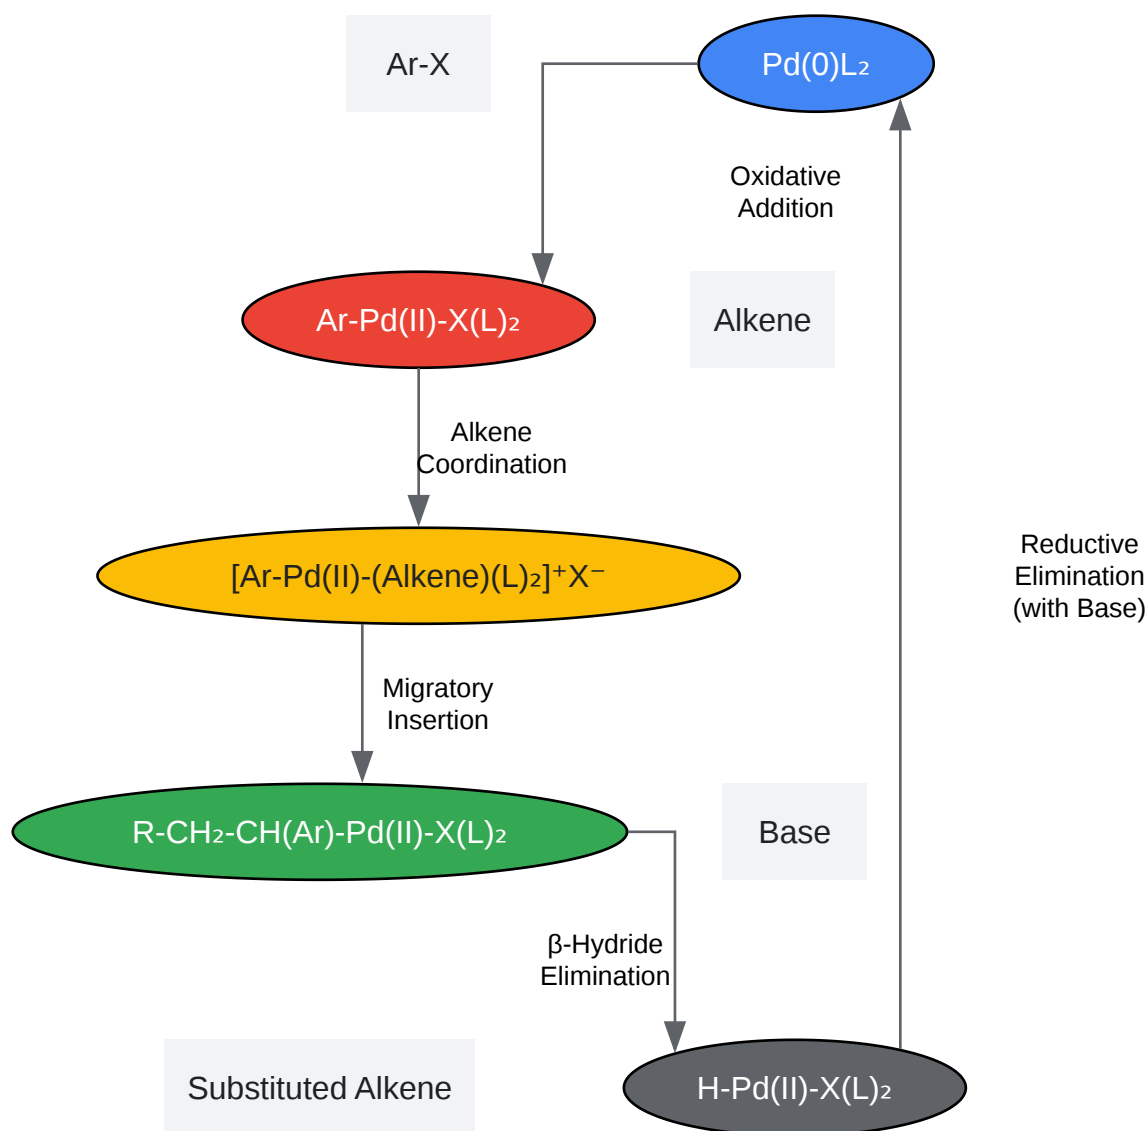 Ar-X
Pd(0)L₂
Oxidative
Addition
Ar-Pd(II)-X(L)₂
Alkene
Alkene
Coordination
[Ar-Pd(II)-(Alkene)(L)₂]⁺X⁻
Reductive
Elimination
(with Base)
Migratory
Insertion
R-CH₂-CH(Ar)-Pd(II)-X(L)₂
Base
β-Hydride
Elimination
Substituted Alkene
H-Pd(II)-X(L)₂